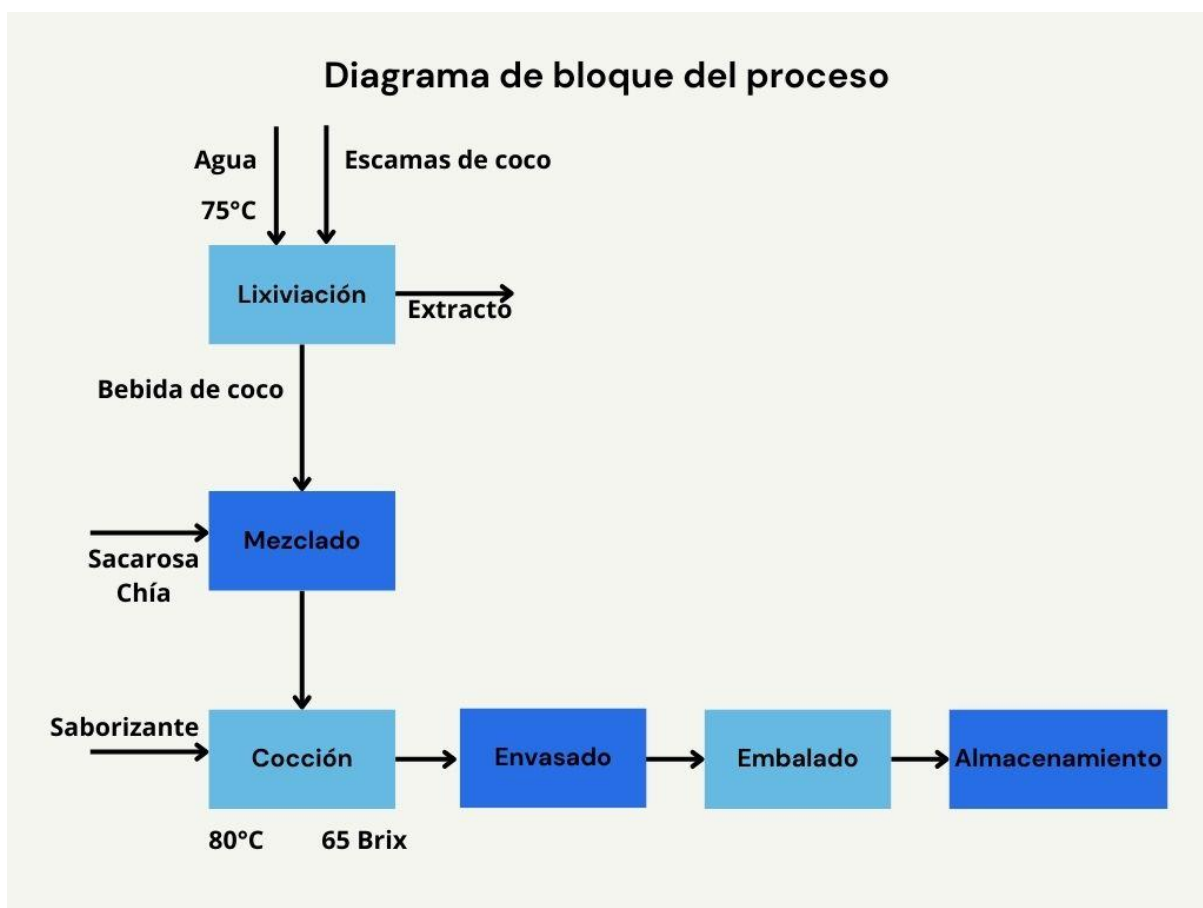 Diagrama de bloque del proceso
Agua
Escamas de coco
75°C
Lixiviación
Extracto
Bebida de coco
Mezclado
Sacarosa
Chía
Saborizante
Cocción
Envasado
Embalado
Almacenamiento
80°C
65 Brix